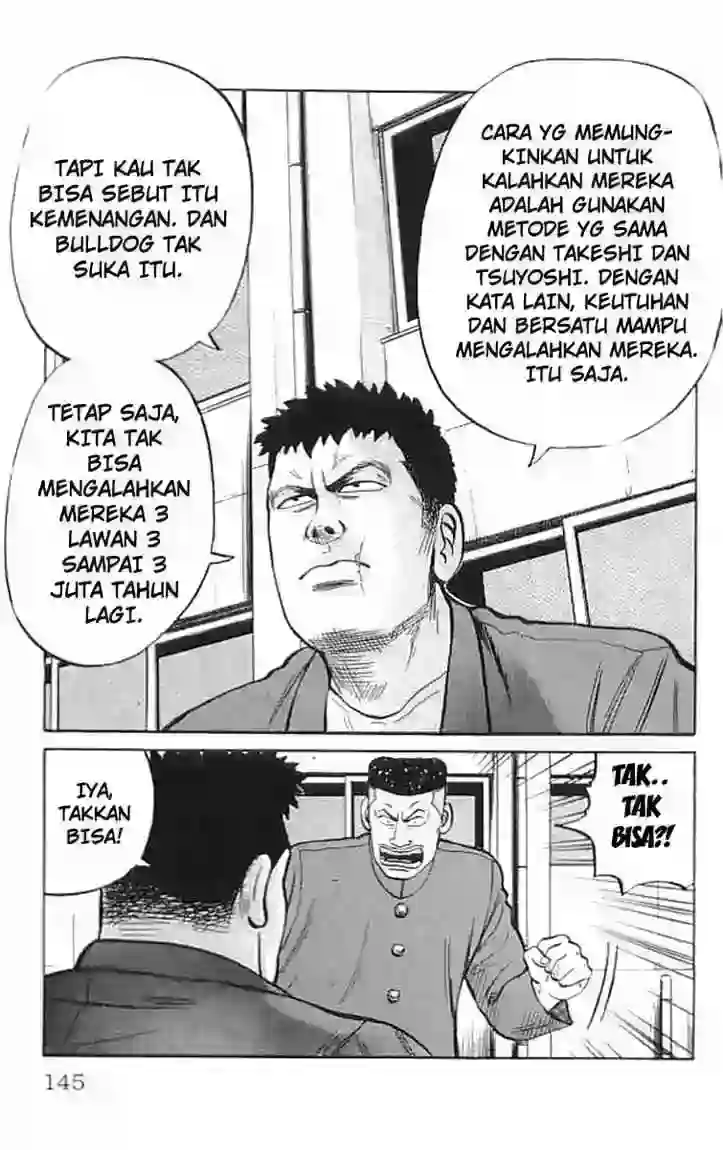 CARA YG MEMUNG-
KINKAN UNTUK
KALAHKAN MEREKA
ADALAH GUNAKAN
METODE YG SAMA
DENGAN TAKESHI DAN
TSUYOSHI. DENGAN
KATA LAIN, KEUTUHAN
DAN BERSATU MAMPU
MENGALAHKAN MEREKA.
ITU SAJA.
TAPI KAU TAK
BISA SEBUT ITU
KEMENANGAN. DAN
BULLDOG TAK
SUKA ITU.
TETAP SAJA,
KITA TAK
BISA
MENGALAHKAN
MEREKA 3
LAWAN 3
SAMPAI 3
JUTA TAHUN
LAGI.
TAK..
TAK
BISA?!
IYA,
TAKKAN
BISA!
145